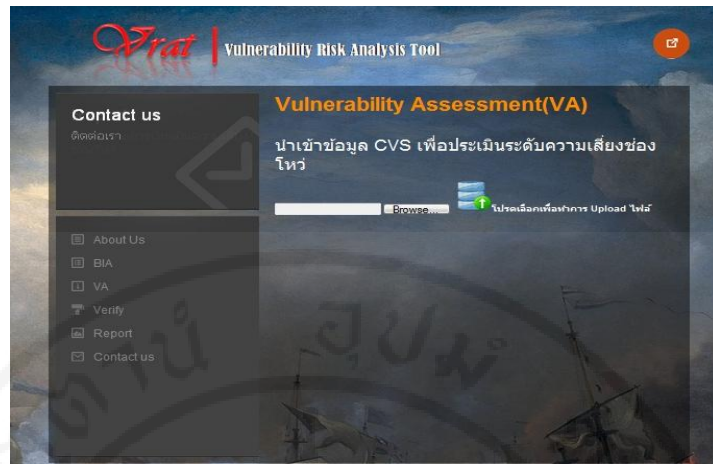 Vrat | Vulnerability Risk Analysis Tool
Contact us
ติดต่อเรา
Vulnerability Assessment(VA)
นำเข้าข้อมูล CVS เพื่อประเมินระดับความเสี่ยงช่อง
โหว่
Browse...
โปรดเลือกเพื่อทำการ Upload ไฟล์
About Us
BIA
VA
Verify
Report
Contact us